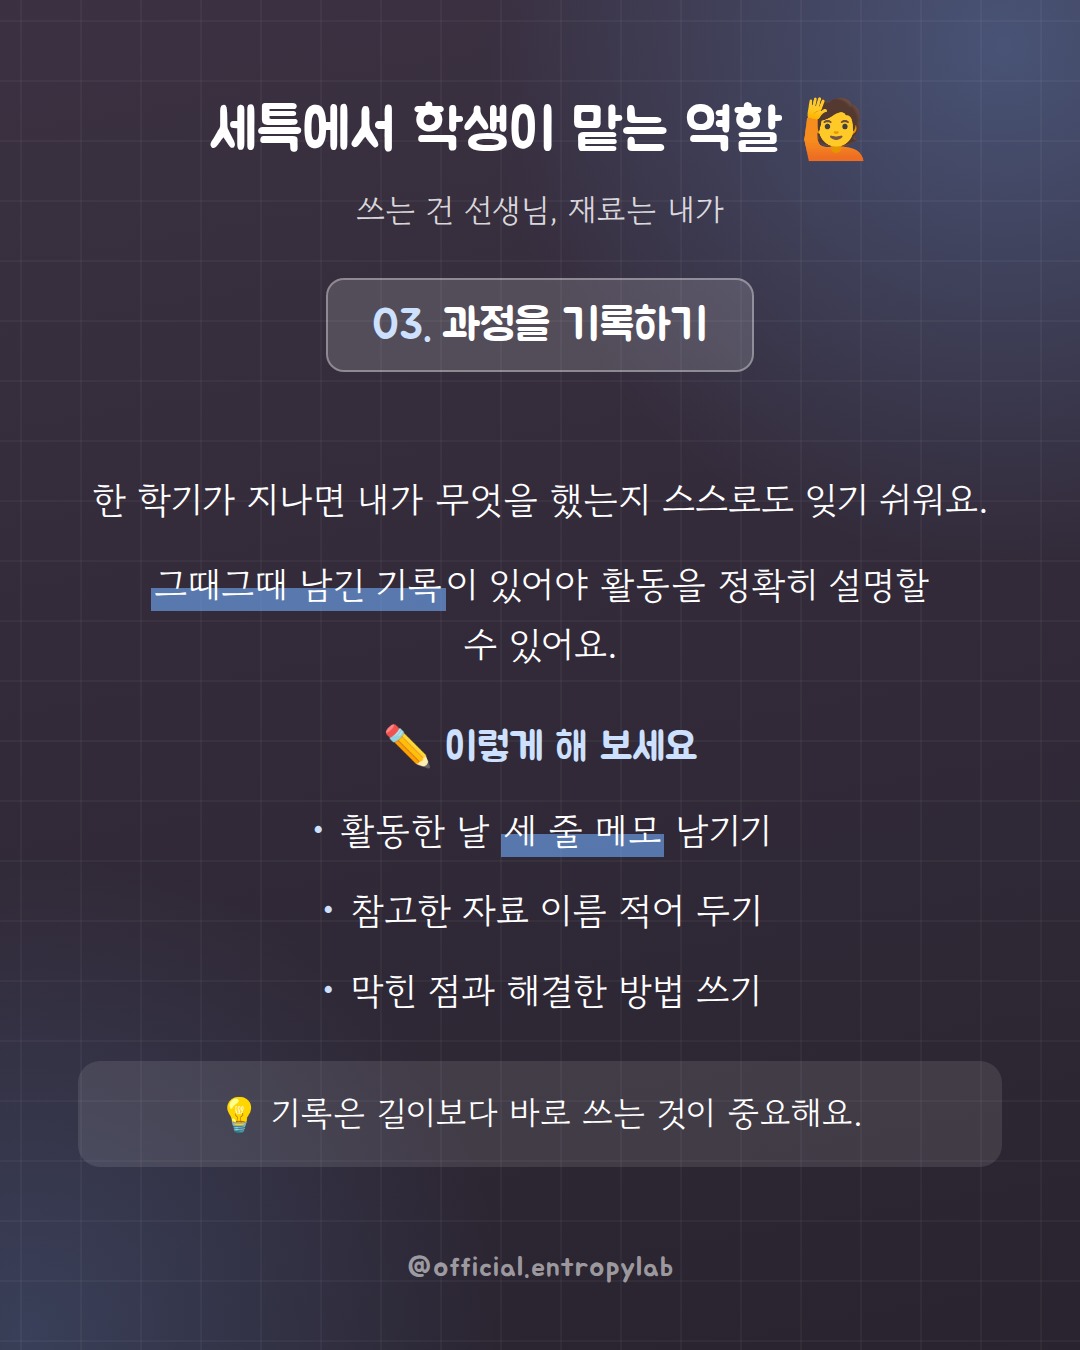 세특에서 학생이 맡는 역할 🙋
쓰는 건 선생님, 재료는 내가
03. 과정을 기록하기
한 학기가 지나면 내가 무엇을 했는지 스스로도 잊기 쉬워요.
그때그때 남긴 기록이 있어야 활동을 정확히 설명할
수 있어요.
✏️ 이렇게 해 보세요
• 활동한 날 세 줄 메모 남기기
• 참고한 자료 이름 적어 두기
• 막힌 점과 해결한 방법 쓰기
💡 기록은 길이보다 바로 쓰는 것이 중요해요.
@official.entropylab